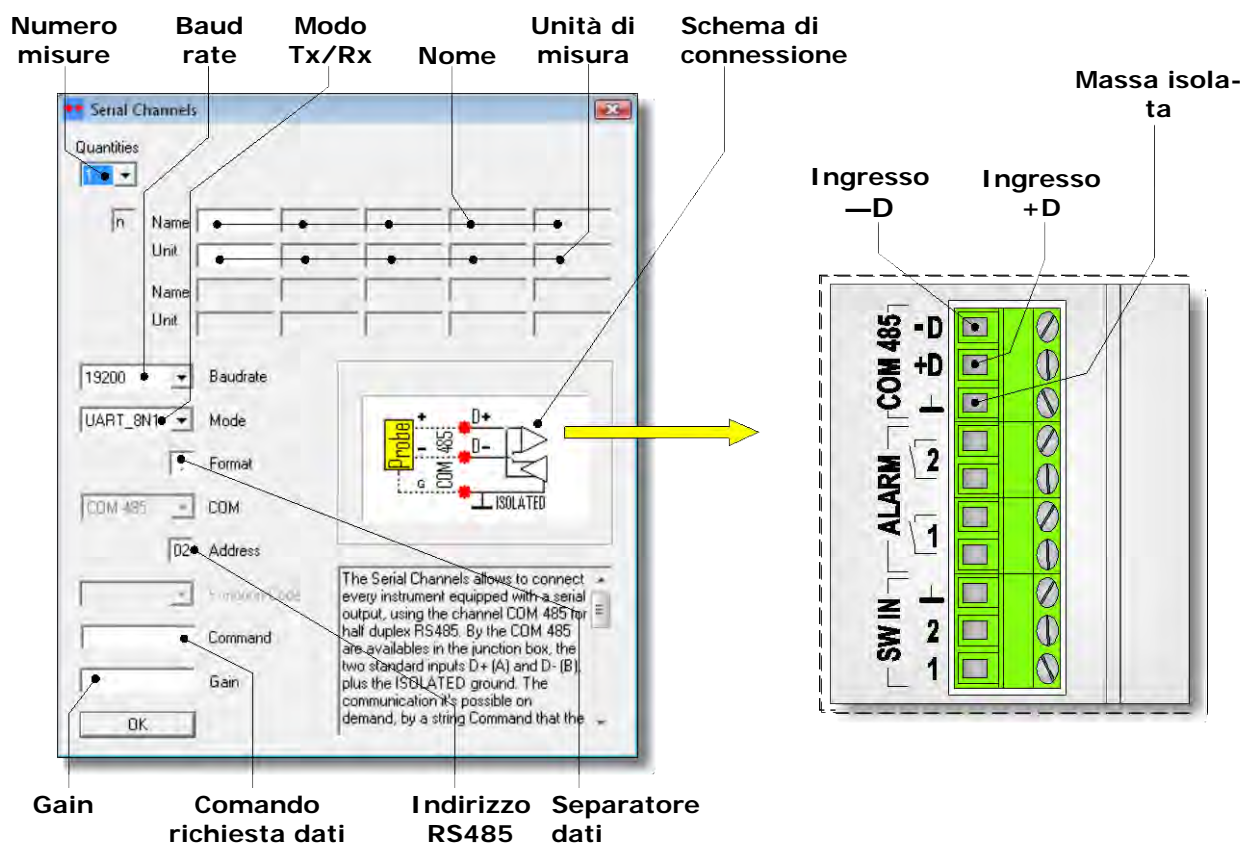 Numero
misure
Baud
rate
Modo
Tx/Rx
Nome
Unità di
misura
Schema di
connessione
Massa isola-
ta
Ingresso
—D
Ingresso
+D
Serial Channels
Quantities
1
n
Name
Unit
Name
Unit
19200
Baudrate
UART_8N1
Mode
Format
COM 485
COM
02
Address
Function Code
Command
Gain
OK
Probe
+
-
G
COM 485
D+
D-
ISOLATED
The Serial Channels allows to connect
every instrument equipped with a serial
output, using the channel COM 485 for
half duplex RS485. By the COM 485
are availables in the junction box, the
two standard inputs D+ (A) and D- (B),
plus the ISOLATED ground. The
communication it's possible on
demand, by a string Command that the
COM 485
-D
+D
ALARM
2
1
SW IN
2
1
Gain
Comando
richiesta dati
Indirizzo
RS485
Separatore
dati